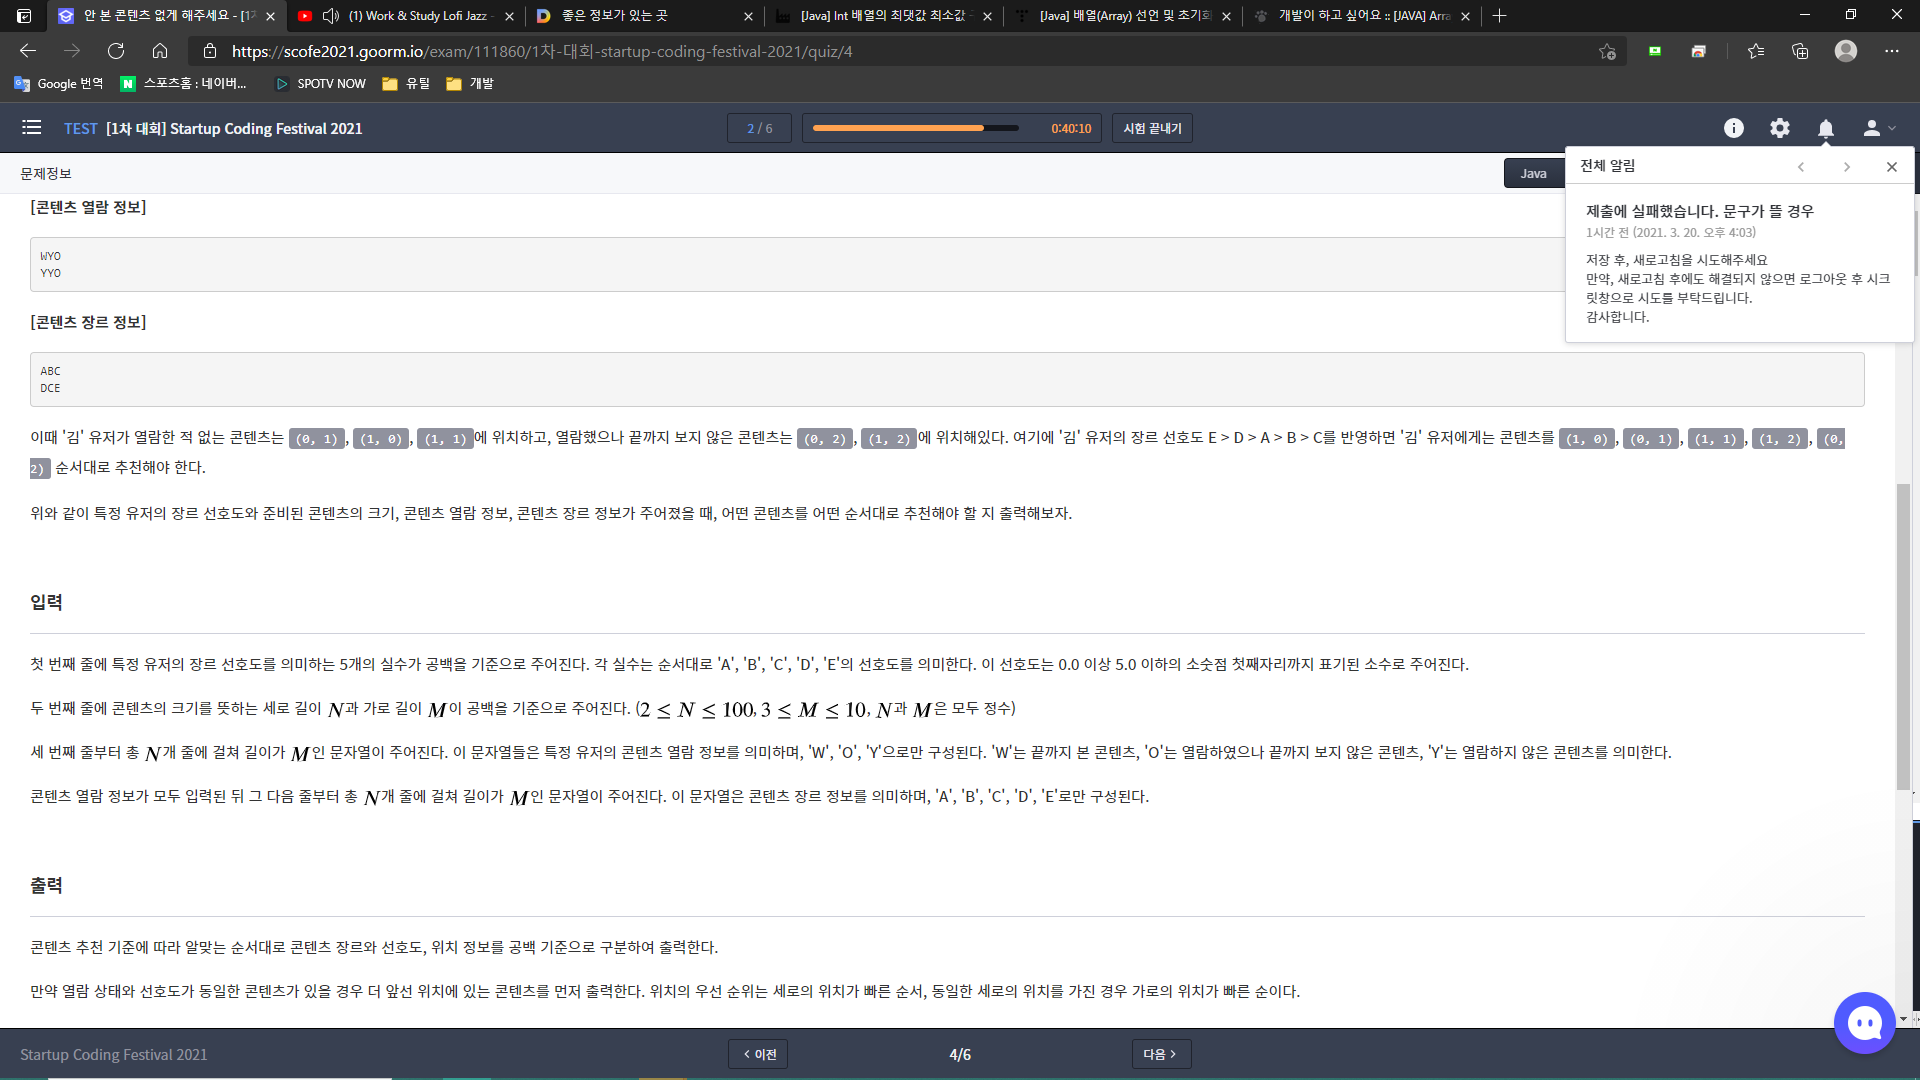 안 본 콘텐츠 없게 해주세요 - [1차
(1) Work & Study Lofi Jazz -
좋은 정보가 있는 곳
[Java] Int 배열의 최댓값 최소값
[Java] 배열(Array) 선언 및 초기화
개발이 하고 싶어요 :: [JAVA] Arra
https://scofe2021.goorm.io/exam/111860/1차-대회-startup-coding-festival-2021/quiz/4
Google 번역
스포츠홈 : 네이버...
SPOTV NOW
유틸
개발
TEST [1차 대회] Startup Coding Festival 2021
2 / 6
0:40:10
시험 끝내기
문제정보
Java
전체 알림
제출에 실패했습니다. 문구가 뜰 경우
1시간 전 (2021. 3. 20. 오후 4:03)
저장 후, 새로고침을 시도해주세요
만약, 새로고침 후에도 해결되지 않으면 로그아웃 후 시크
릿창으로 시도를 부탁드립니다.
감사합니다.
[콘텐츠 열람 정보]
WYO
YYO
[콘텐츠 장르 정보]
ABC
DCE
이때 '김' 유저가 열람한 적 없는 콘텐츠는 (0, 1), (1, 0), (1, 1)에 위치하고, 열람했으나 끝까지 보지 않은 콘텐츠는 (0, 2), (1, 2)에 위치해있다. 여기에 '김' 유저의 장르 선호도 E > D > A > B > C를 반영하면 '김' 유저에게는 콘텐츠를 (1, 0), (0, 1), (1, 1), (1, 2), (0,
2) 순서대로 추천해야 한다.
위와 같이 특정 유저의 장르 선호도와 준비된 콘텐츠의 크기, 콘텐츠 열람 정보, 콘텐츠 장르 정보가 주어졌을 때, 어떤 콘텐츠를 어떤 순서대로 추천해야 할 지 출력해보자.
입력
첫 번째 줄에 특정 유저의 장르 선호도를 의미하는 5개의 실수가 공백을 기준으로 주어진다. 각 실수는 순서대로 'A', 'B', 'C', 'D', 'E'의 선호도를 의미한다. 이 선호도는 0.0 이상 5.0 이하의 소숫점 첫째자리까지 표기된 소수로 주어진다.
두 번째 줄에 콘텐츠의 크기를 뜻하는 세로 길이 N과 가로 길이 M이 공백을 기준으로 주어진다. (2 ≤ N ≤ 100, 3 ≤ M ≤ 10, N과 M은 모두 정수)
세 번째 줄부터 총 N개 줄에 걸쳐 길이가 M인 문자열이 주어진다. 이 문자열들은 특정 유저의 콘텐츠 열람 정보를 의미하며, 'W', 'O', 'Y'으로만 구성된다. 'W'는 끝까지 본 콘텐츠, 'O'는 열람하였으나 끝까지 보지 않은 콘텐츠, 'Y'는 열람하지 않은 콘텐츠를 의미한다.
콘텐츠 열람 정보가 모두 입력된 뒤 그 다음 줄부터 총 N개 줄에 걸쳐 길이가 M인 문자열이 주어진다. 이 문자열은 콘텐츠 장르 정보를 의미하며, 'A', 'B', 'C', 'D', 'E'로만 구성된다.
출력
콘텐츠 추천 기준에 따라 알맞는 순서대로 콘텐츠 장르와 선호도, 위치 정보를 공백 기준으로 구분하여 출력한다.
만약 열람 상태와 선호도가 동일한 콘텐츠가 있을 경우 더 앞선 위치에 있는 콘텐츠를 먼저 출력한다. 위치의 우선 순위는 세로의 위치가 빠른 순서, 동일한 세로의 위치를 가진 경우 가로의 위치가 빠른 순이다.
Startup Coding Festival 2021
이전
4/6
다음